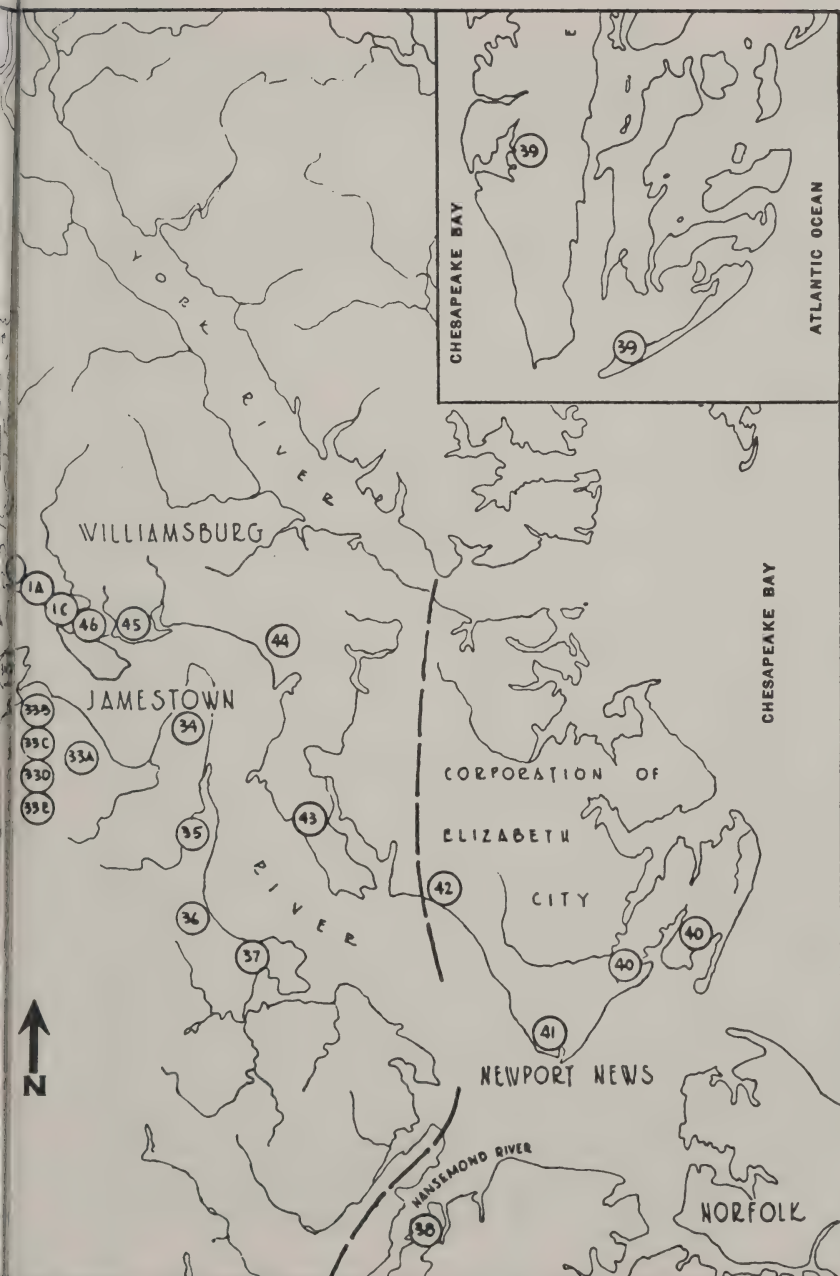 39
CHESAPEAKE BAY
ATLANTIC OCEAN
39
YORK
RIVER
WILLIAMSBURG
CHESAPEAKE BAY
1A
1C
46
45
44
JAMESTOWN
33B
34
33C
33A
33D
33E
CORPORATION OF
35
43
ELIZABETH
RIVER
42
CITY
36
40
37
40
41
N
NEWPORT NEWS
NANSEMOND RIVER
38
NORFOLK